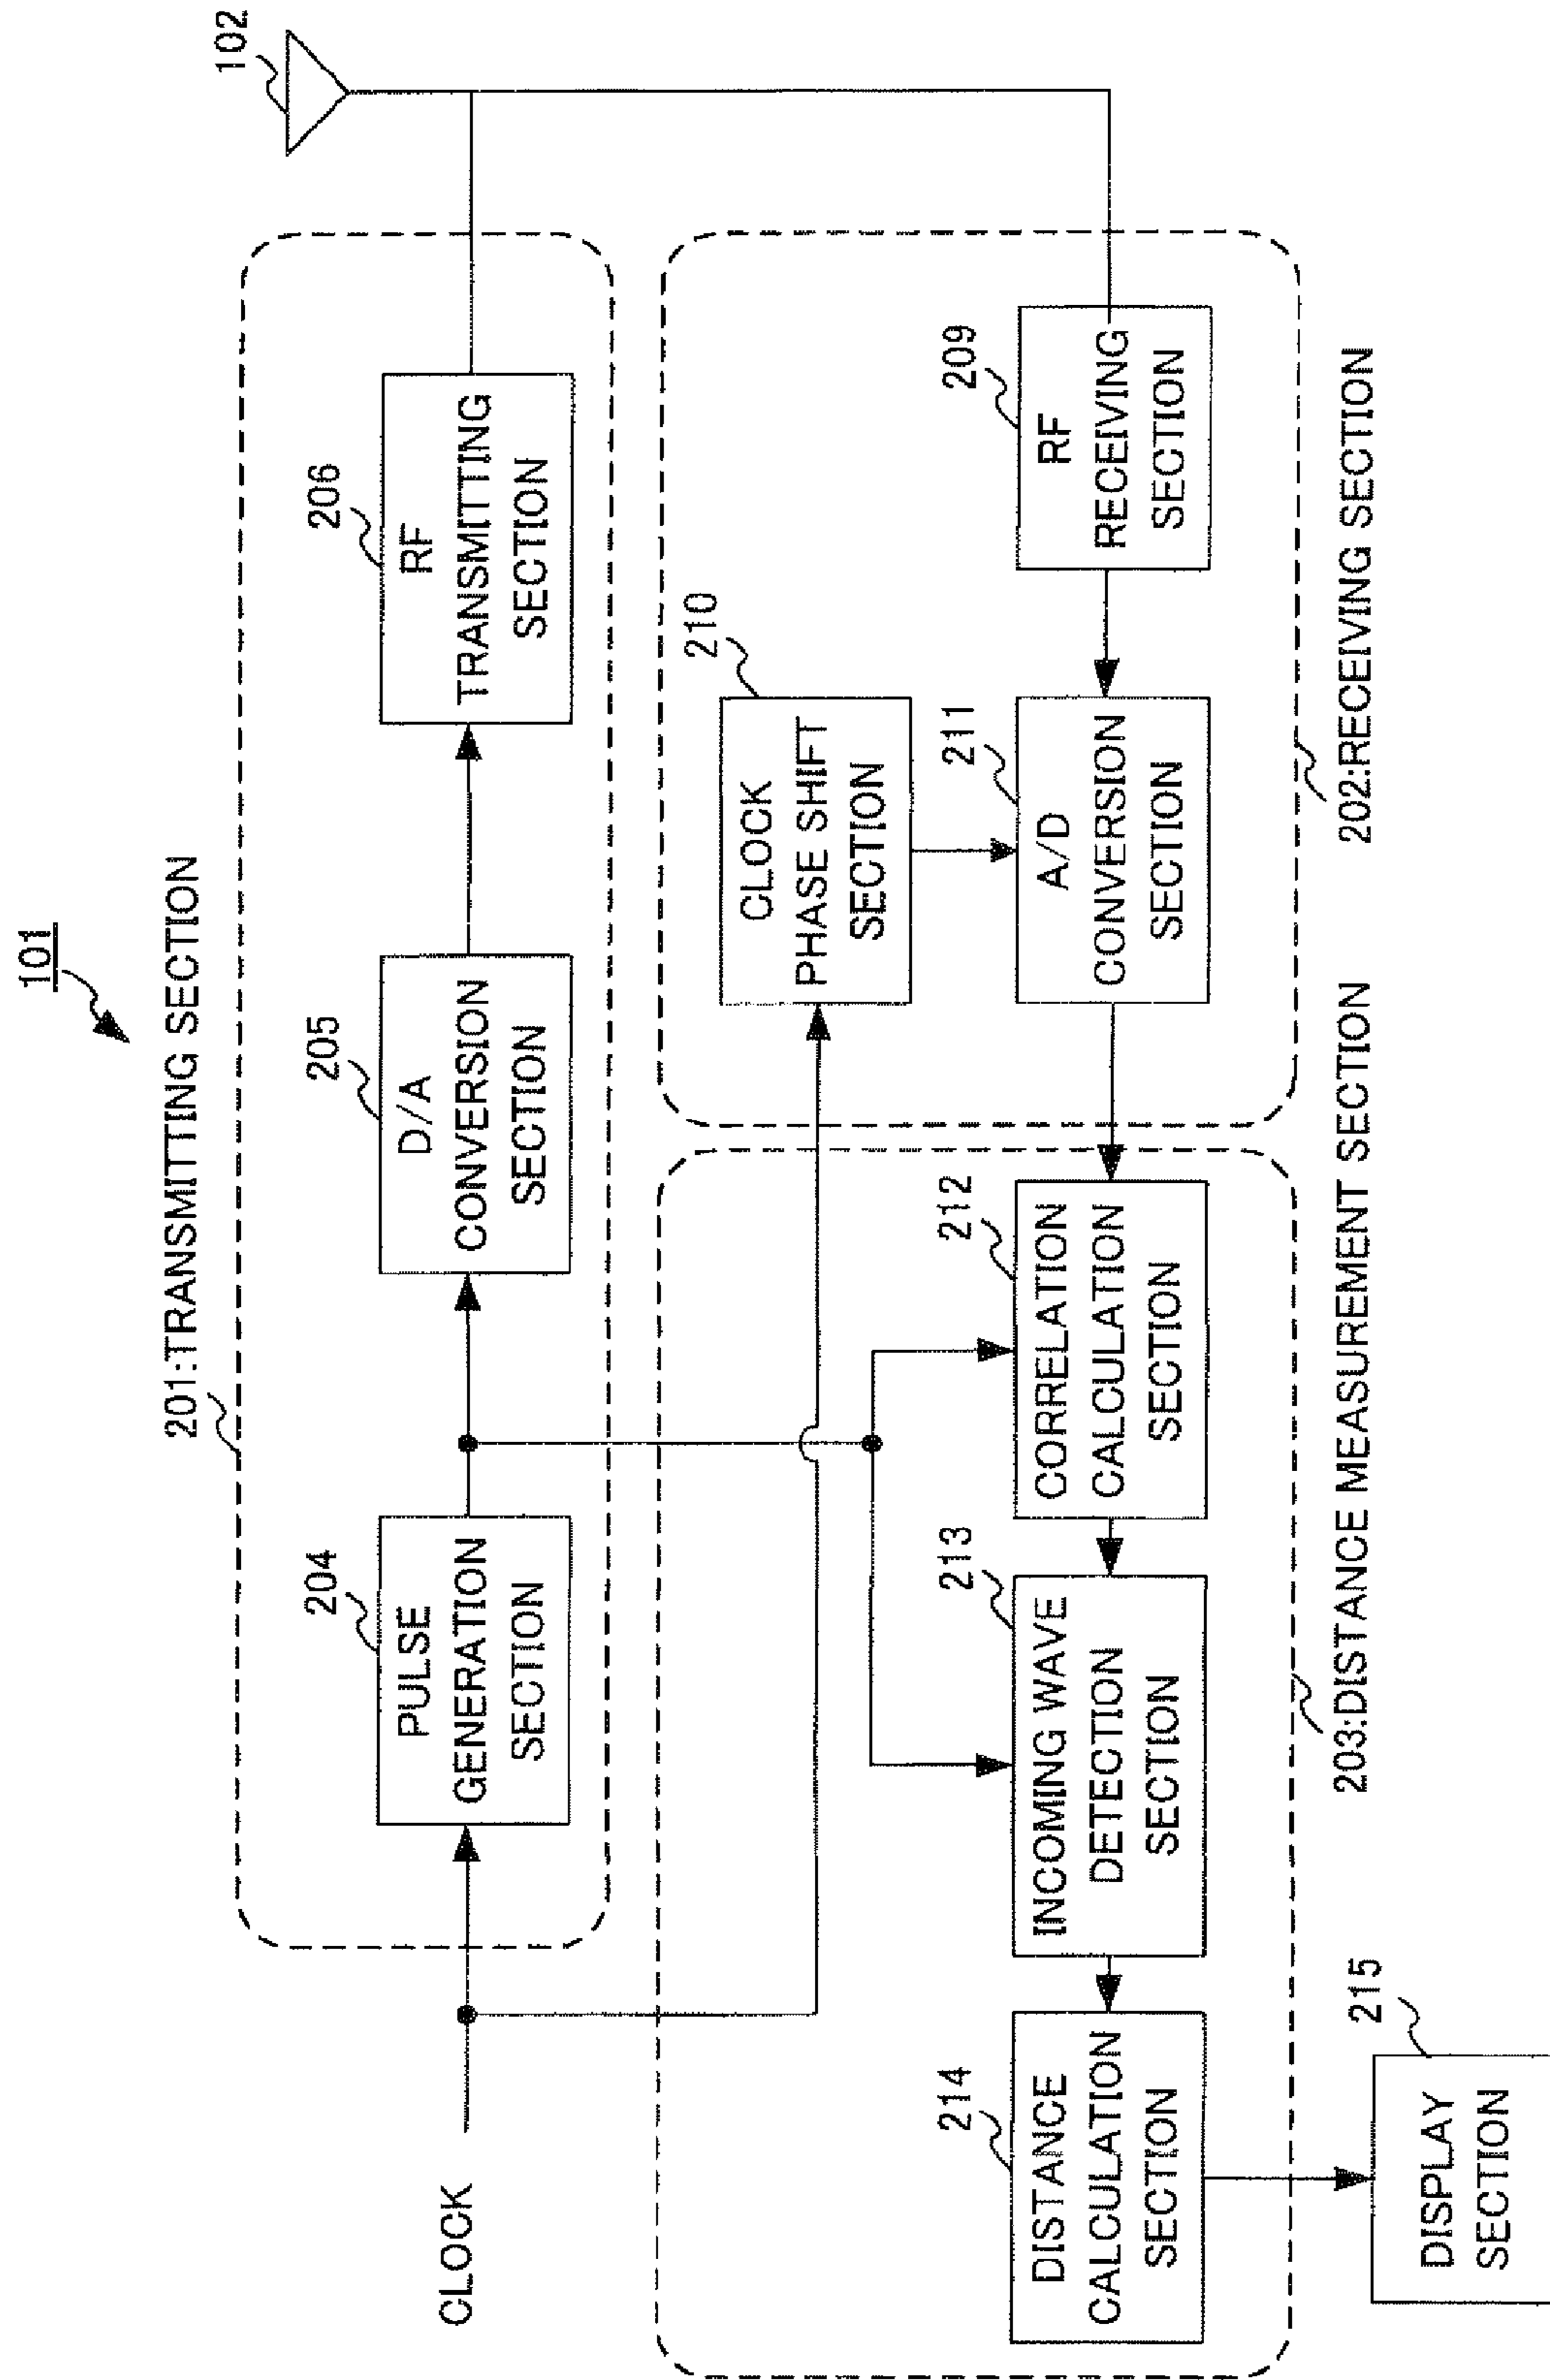 101
201:TRANSMITTING SECTION
102
204
PULSE
GENERATION
SECTION
205
D/A
CONVERSION
SECTION
206
RF
TRANSMITTING
SECTION
CLOCK
210
CLOCK
PHASE SHIFT
SECTION
214
DISTANCE
CALCULATION
SECTION
213
INCOMING WAVE
DETECTION
SECTION
212
CORRELATION
CALCULATION
SECTION
211
A/D
CONVERSION
SECTION
209
RF
RECEIVING
SECTION
203:DISTANCE MEASUREMENT SECTION
202:RECEIVING SECTION
215
DISPLAY
SECTION